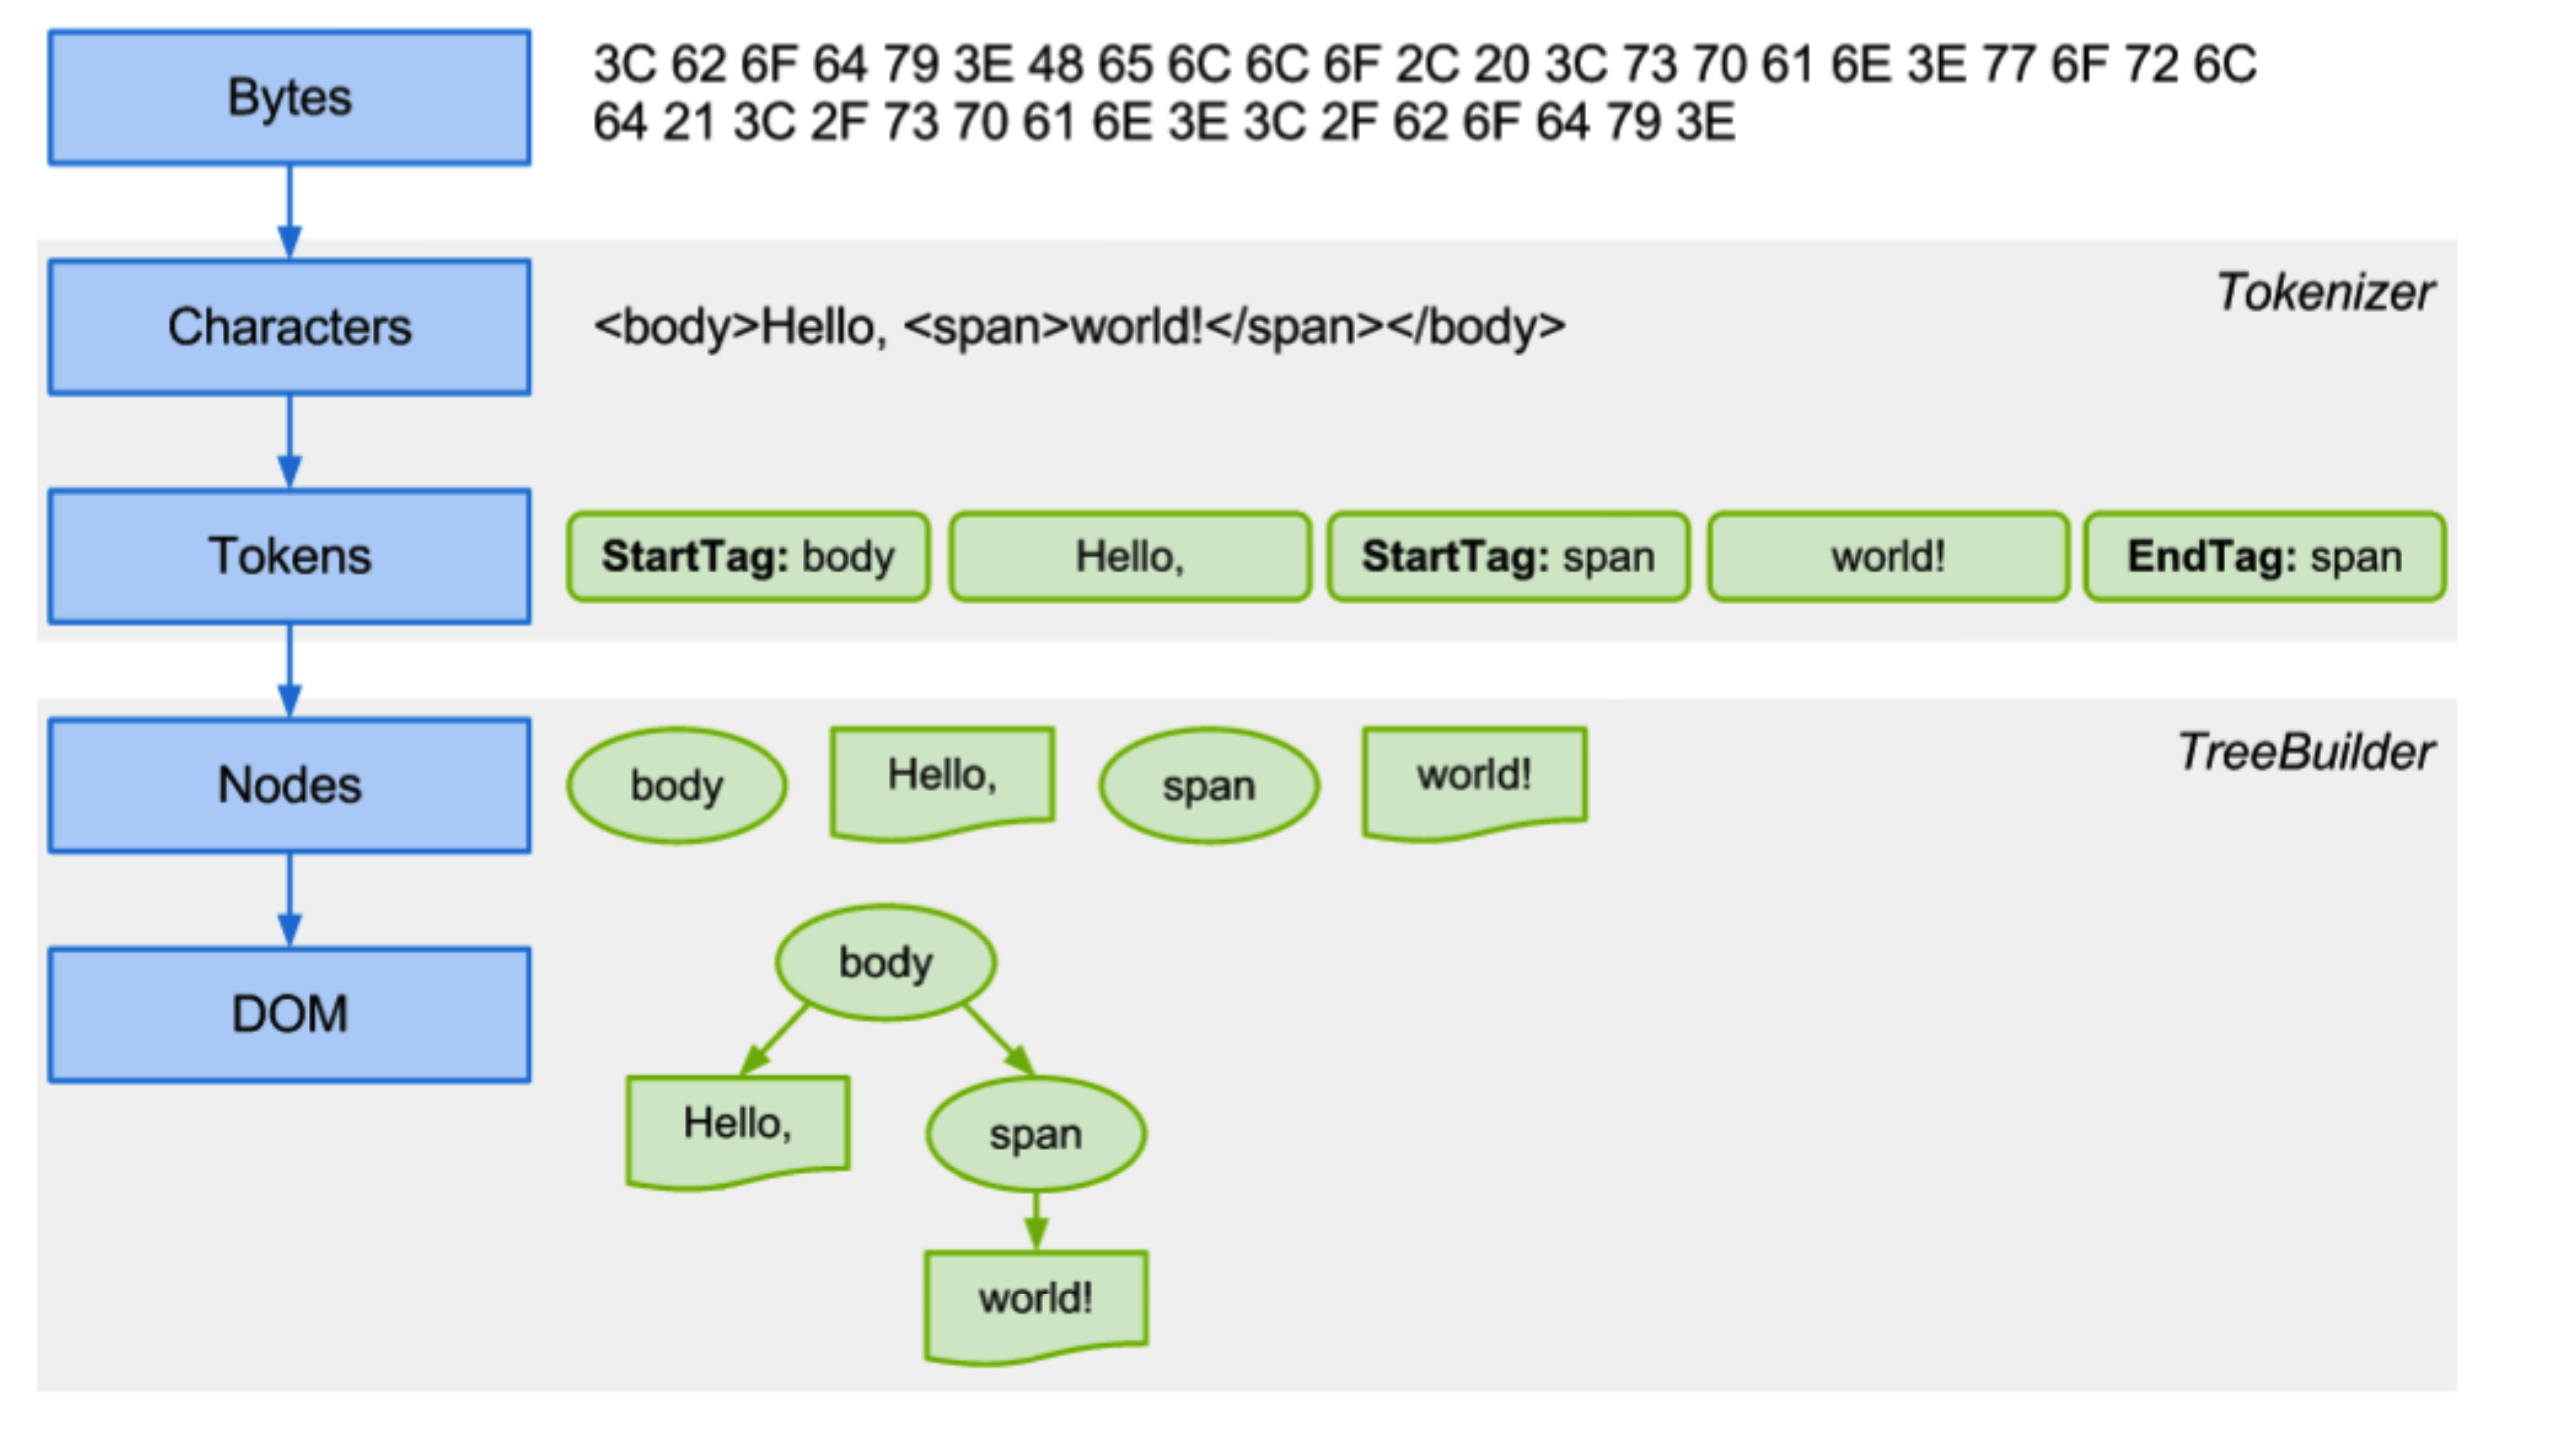 Bytes
3C 62 6F 64 79 3E 48 65 6C 6C 6F 2C 20 3C 73 70 61 6E 3E 77 6F 72 6C
64 21 3C 2F 73 70 61 6E 3E 3C 2F 62 6F 64 79 3E
Tokenizer
Characters
<body>Hello, <span>world!</span></body>
Tokens
StartTag: body
Hello,
StartTag: span
world!
EndTag: span
TreeBuilder
Nodes
body
Hello,
span
world!
DOM
body
Hello,
span
world!